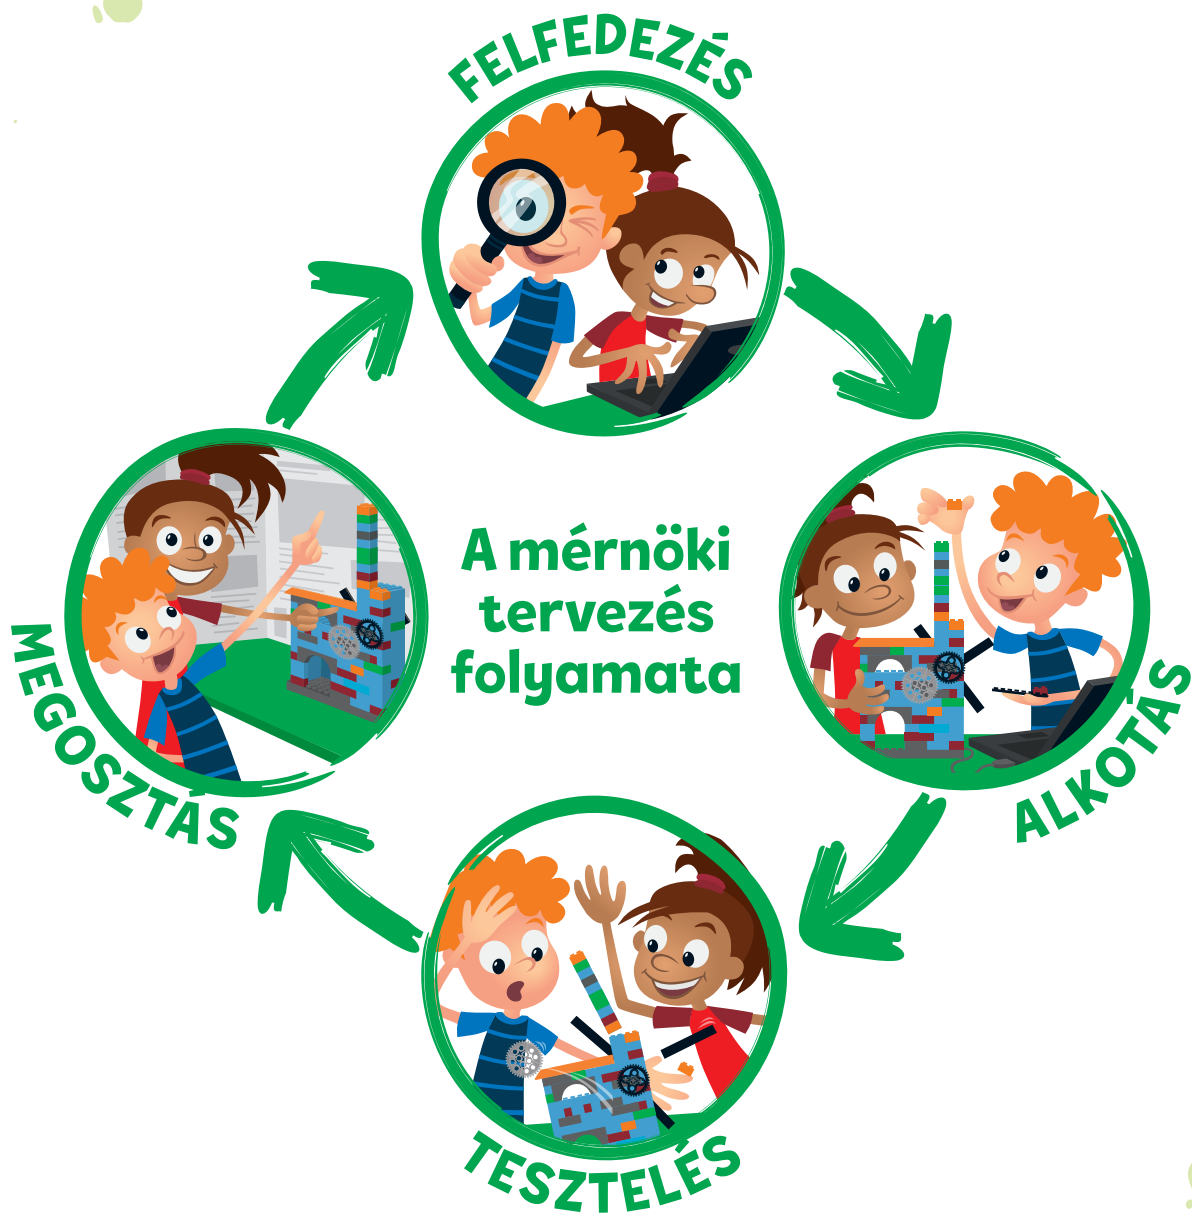 FELFEDEZÉS
A mérnöki
tervezés
folyamata
ALKOTÁS
TESZTELÉS
MEGOSZTÁS